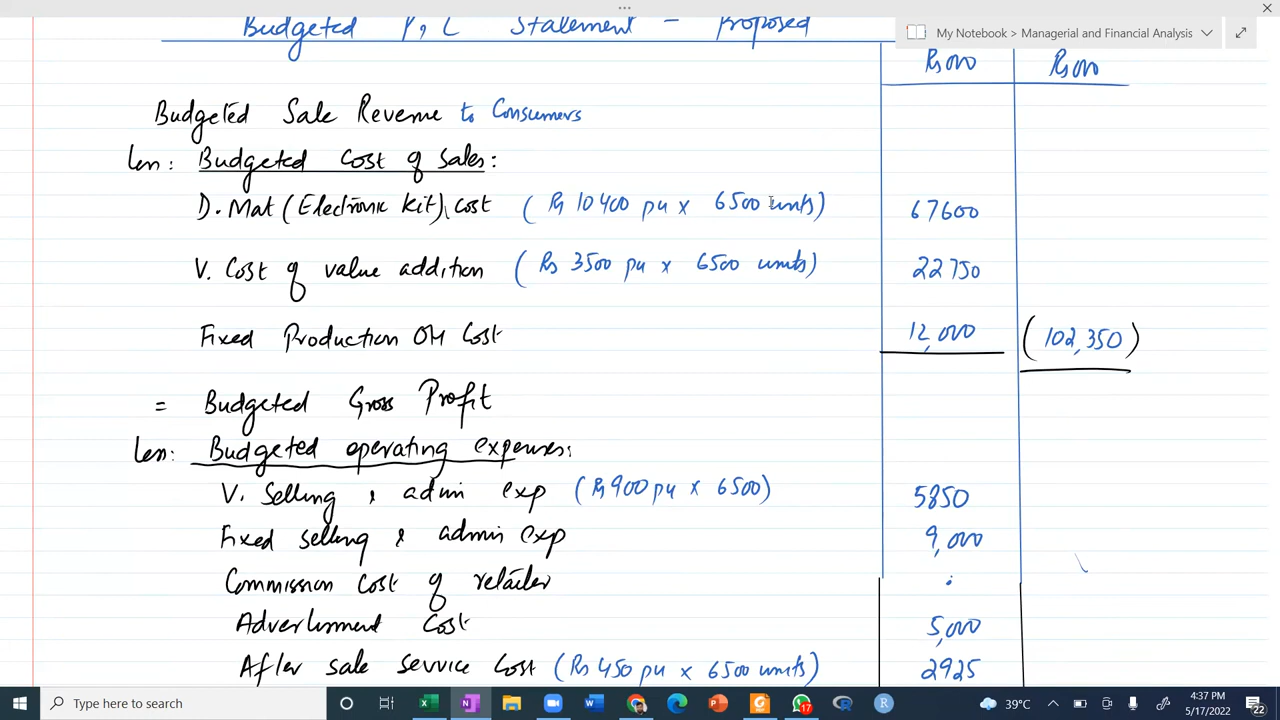 Budgeted P, L Statement - Proposed
My Notebook > Managerial and Financial Analysis
Rs000 Rs000
Budgeted Sale Revenue to Consumers
Less: Budgeted Cost of Sales:
D. Mat (Electronic Kit) Cost (Rs 10400 pu x 6500 units) 67600
V. Cost of value addition (Rs 3500 pu x 6500 units) 22750
Fixed Production OH Cost 12,000 (102,350)
= Budgeted Gross Profit
Less: Budgeted operating expenses:
V. Selling & admin exp (Rs 900 pu x 6500) 5850
Fixed selling & admin exp 9,000
Commission Cost of retailer
Advertisment Cost 5,000
After sale service Cost (Rs 450 pu x 6500 units) 2925
Type here to search
17
39°C
4:37 PM
5/17/2022
22